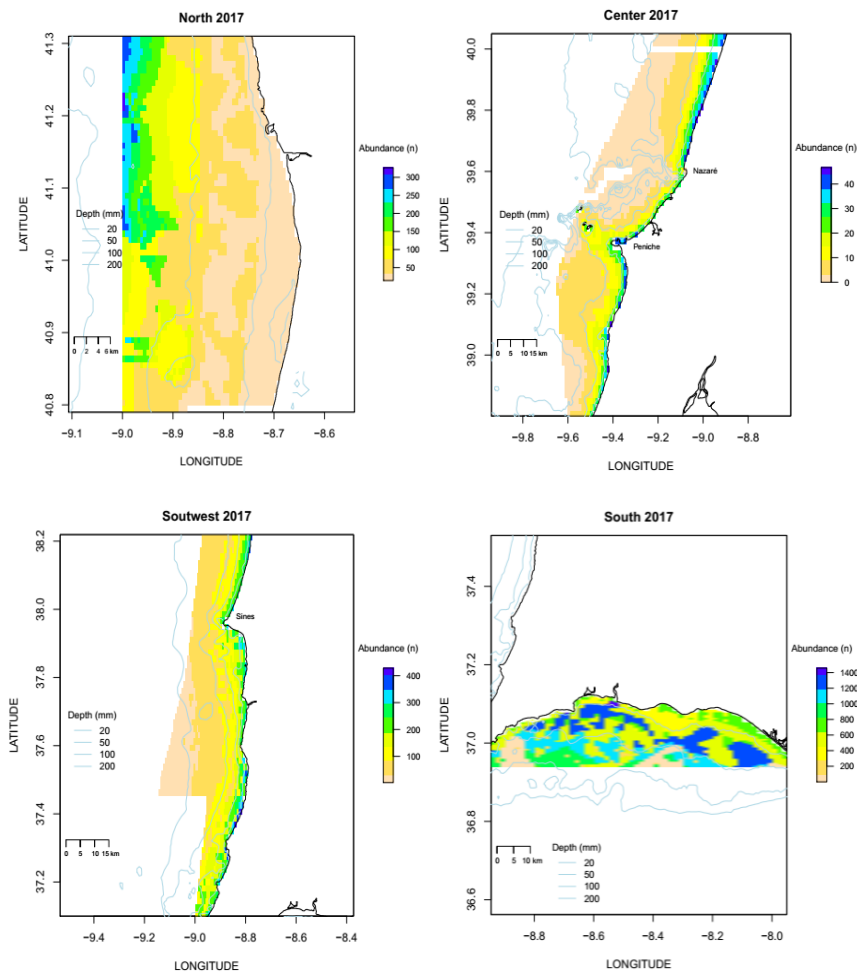 North 2017
LATITUDE
41.3
41.2
41.1
41.0
40.9
40.8
Depth (mm)
20
50
100
200
0 2 4 6 km
−9.1 −9.0 −8.9 −8.8 −8.7 −8.6
LONGITUDE
Abundance (n)
300
250
200
150
100
50
Center 2017
LATITUDE
40.0
39.8
39.6
39.4
39.2
39.0
Nazaré
Peniche
Depth (mm)
20
50
100
200
0 5 10 15 km
−9.8 −9.6 −9.4 −9.2 −9.0 −8.8
LONGITUDE
Abundance (n)
40
30
20
10
0
Soutwest 2017
LATITUDE
38.2
38.0
37.8
37.6
37.4
37.2
Sines
Depth (mm)
20
50
100
200
0 5 10 15 km
−9.4 −9.2 −9.0 −8.8 −8.6 −8.4
LONGITUDE
Abundance (n)
400
300
200
100
South 2017
LATITUDE
37.4
37.2
37.0
36.8
36.6
0 5 10 km
Depth (mm)
20
50
100
200
−8.8 −8.6 −8.4 −8.2 −8.0
LONGITUDE
Abundance (n)
1400
1200
1000
800
600
400
200